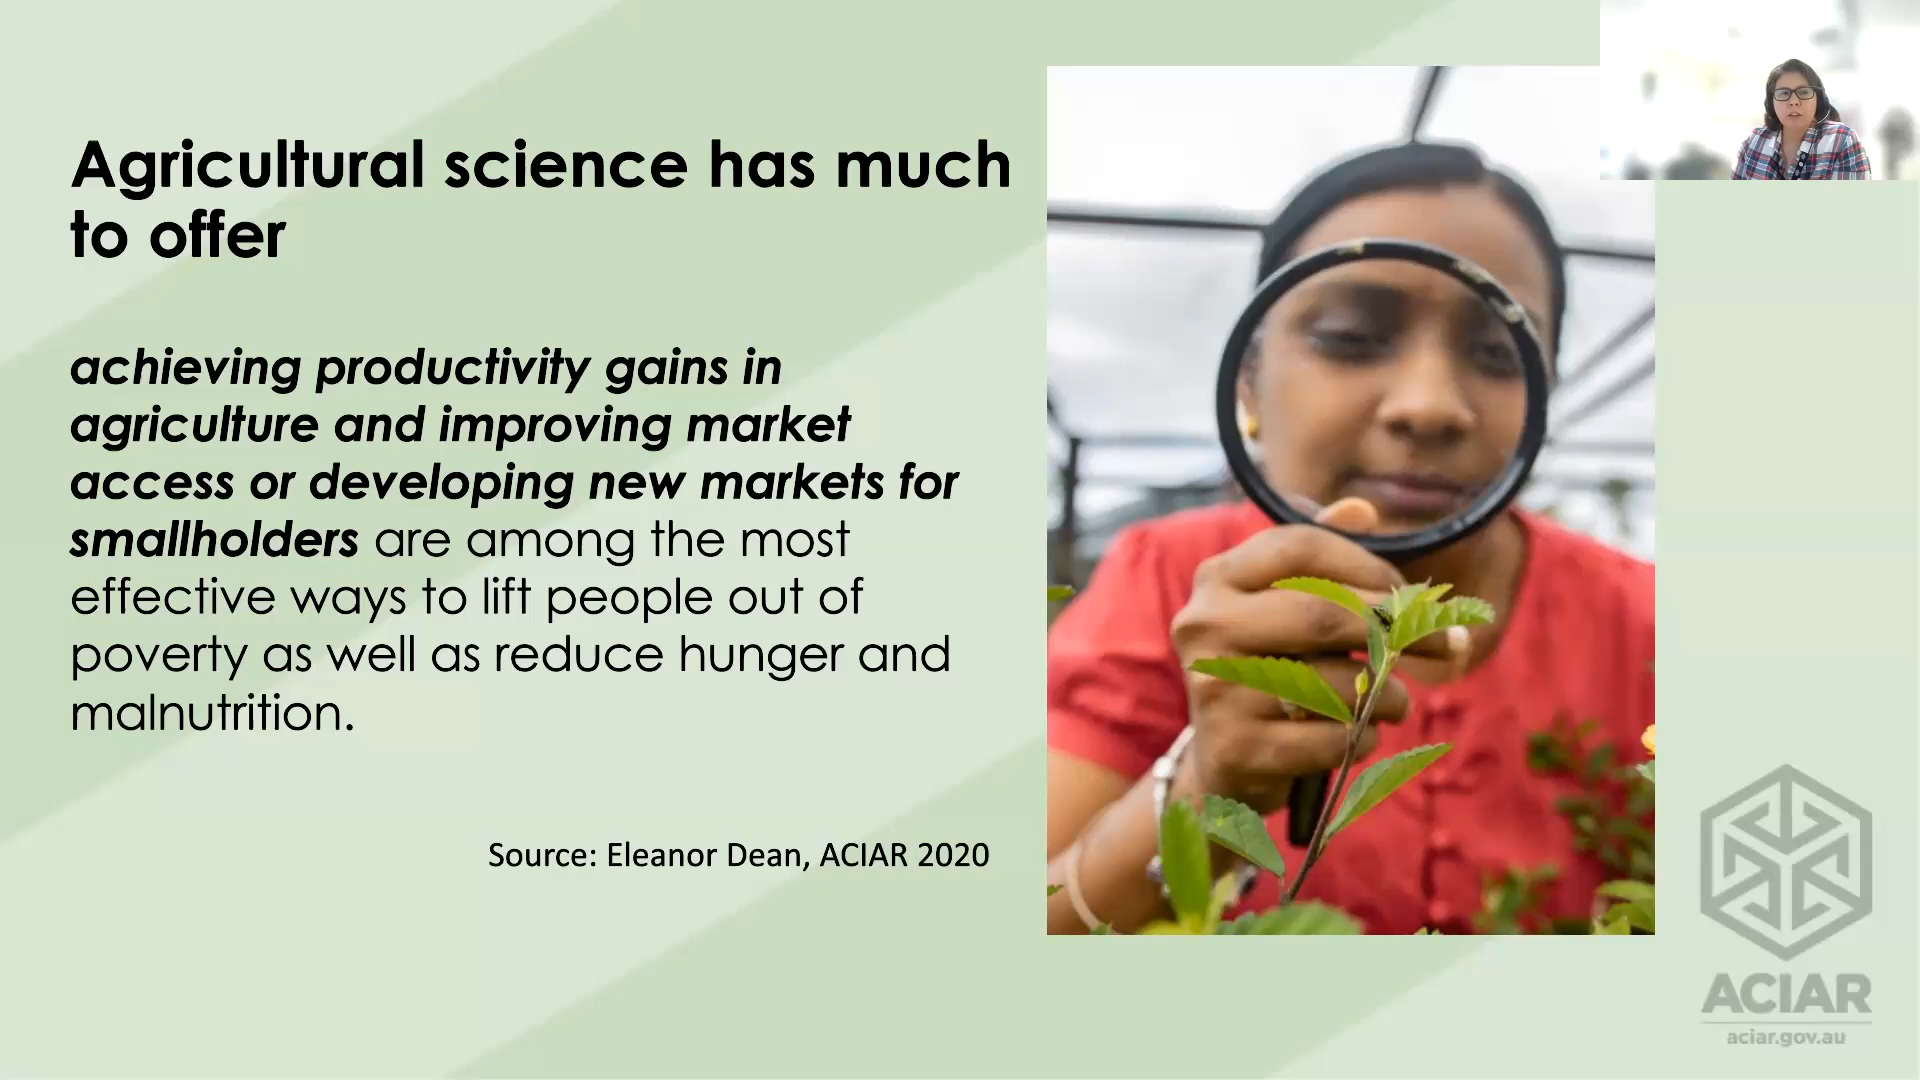 Agricultural science has much
to offer
achieving productivity gains in
agriculture and improving market
access or developing new markets for
smallholders are among the most
effective ways to lift people out of
poverty as well as reduce hunger and
malnutrition.
Source: Eleanor Dean, ACIAR 2020
ACIAR
aciar.gov.au